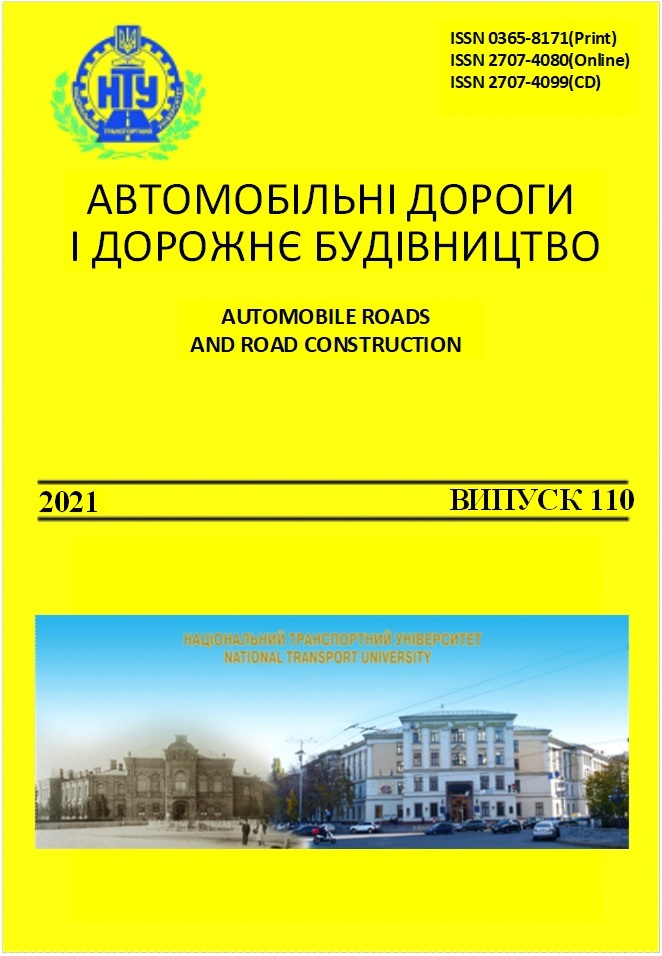 НТУ
ТРАНСПОРТНИЙ
ISSN 0365-8171(Print)
ISSN 2707-4080(Online)
ISSN 2707-4099(CD)
АВТОМОБІЛЬНІ ДОРОГИ
І ДОРОЖНЄ БУДІВНИЦТВО
AUTOMOBILE ROADS
AND ROAD CONSTRUCTION
2021
ВИПУСК 110
НАЦІОНАЛЬНИЙ ТРАНСПОРТНИЙ УНІВЕРСИТЕТ
NATIONAL TRANSPORT UNIVERSITY